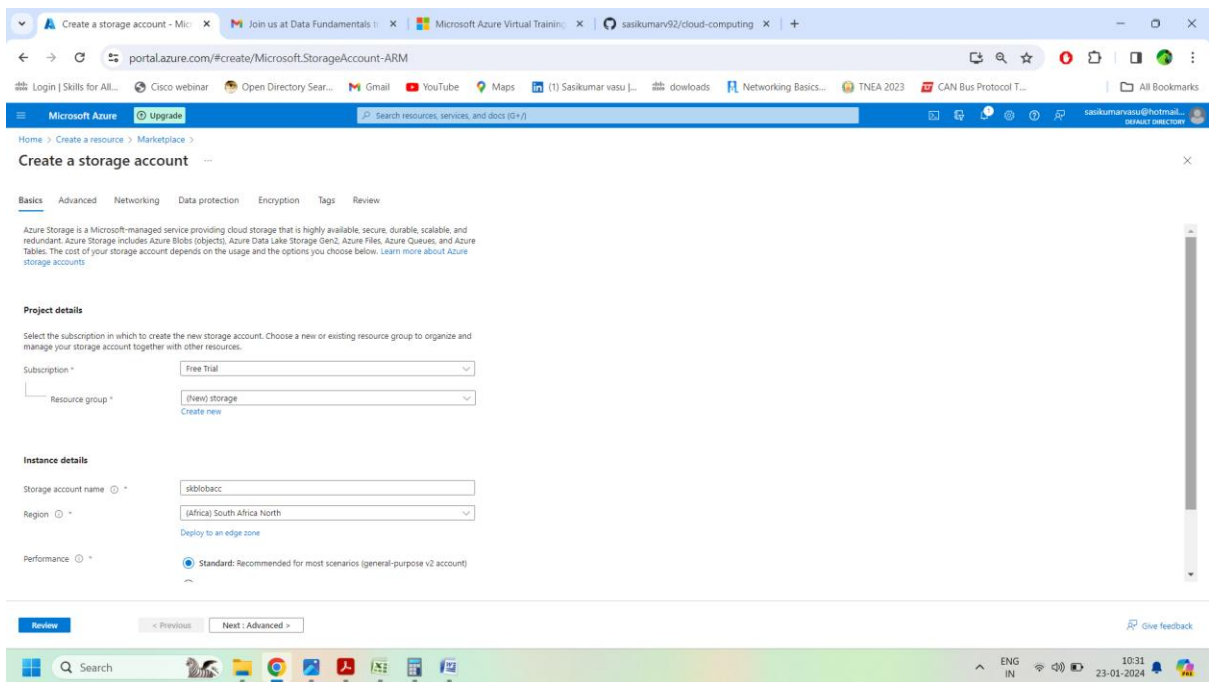 Create a storage account - Micr
Join us at Data Fundamentals tr
Microsoft Azure Virtual Training
sasikumarv92/cloud-computing
portal.azure.com/#create/Microsoft.StorageAccount-ARM
Login | Skills for All...
Cisco webinar
Open Directory Sear...
Gmail
YouTube
Maps
(1) Sasikumar vasu |...
dowloads
Networking Basics...
TNEA 2023
CAN Bus Protocol T...
All Bookmarks
Microsoft Azure
Upgrade
Search resources, services, and docs (G+/)
1
sasikumarvasu@hotmail...
DEFAULT DIRECTORY
Home > Create a resource > Marketplace >
Create a storage account ...
Basics Advanced Networking Data protection Encryption Tags Review
Azure Storage is a Microsoft-managed service providing cloud storage that is highly available, secure, durable, scalable, and
redundant. Azure Storage includes Azure Blobs (objects), Azure Data Lake Storage Gen2, Azure Files, Azure Queues, and Azure
Tables. The cost of your storage account depends on the usage and the options you choose below. Learn more about Azure
storage accounts
Project details
Select the subscription in which to create the new storage account. Choose a new or existing resource group to organize and
manage your storage account together with other resources.
Subscription *
Free Trial
Resource group *
(New) storage
Create new
Instance details
Storage account name *
skblobacc
Region *
(Africa) South Africa North
Deploy to an edge zone
Performance *
Standard: Recommended for most scenarios (general-purpose v2 account)
Review
< Previous
Next : Advanced >
Give feedback
Search
ENG
IN
10:31
23-01-2024